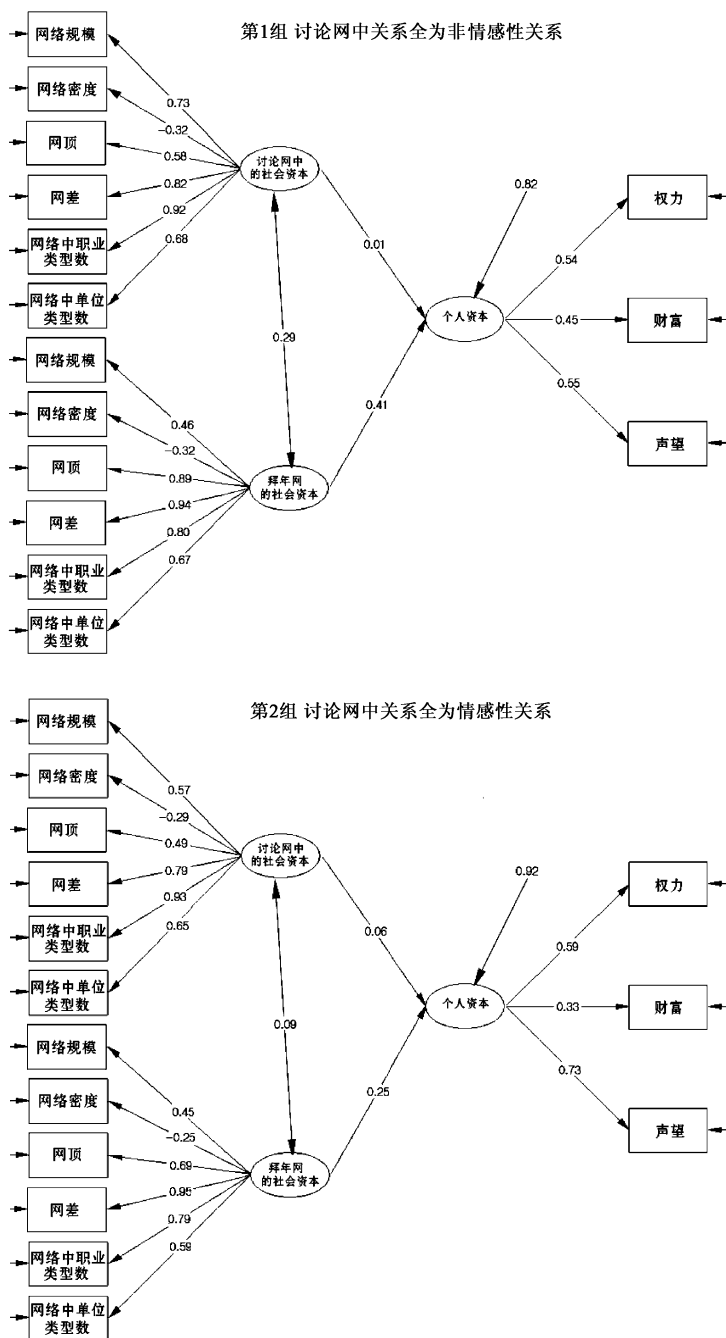 第1组 讨论网中关系全为非情感性关系
网络规模
网络密度
网顶
网差
网络中职业
类型数
网络中单位
类型数
0.73
-0.32
0.58
0.82
0.92
0.68
讨论网中
的社会资本
网络规模
网络密度
网顶
网差
网络中职业
类型数
网络中单位
类型数
0.46
-0.32
0.89
0.94
0.80
0.67
拜年网
的社会资本
0.29
0.01
0.41
0.82
个人资本
0.54
0.45
0.55
权力
财富
声望
第2组 讨论网中关系全为情感性关系
网络规模
网络密度
网顶
网差
网络中职业
类型数
网络中单位
类型数
0.57
-0.29
0.49
0.79
0.93
0.65
讨论网中
的社会资本
网络规模
网络密度
网顶
网差
网络中职业
类型数
网络中单位
类型数
0.45
-0.25
0.69
0.95
0.79
0.59
拜年网
的社会资本
0.09
0.06
0.25
0.92
个人资本
0.59
0.33
0.73
权力
财富
声望